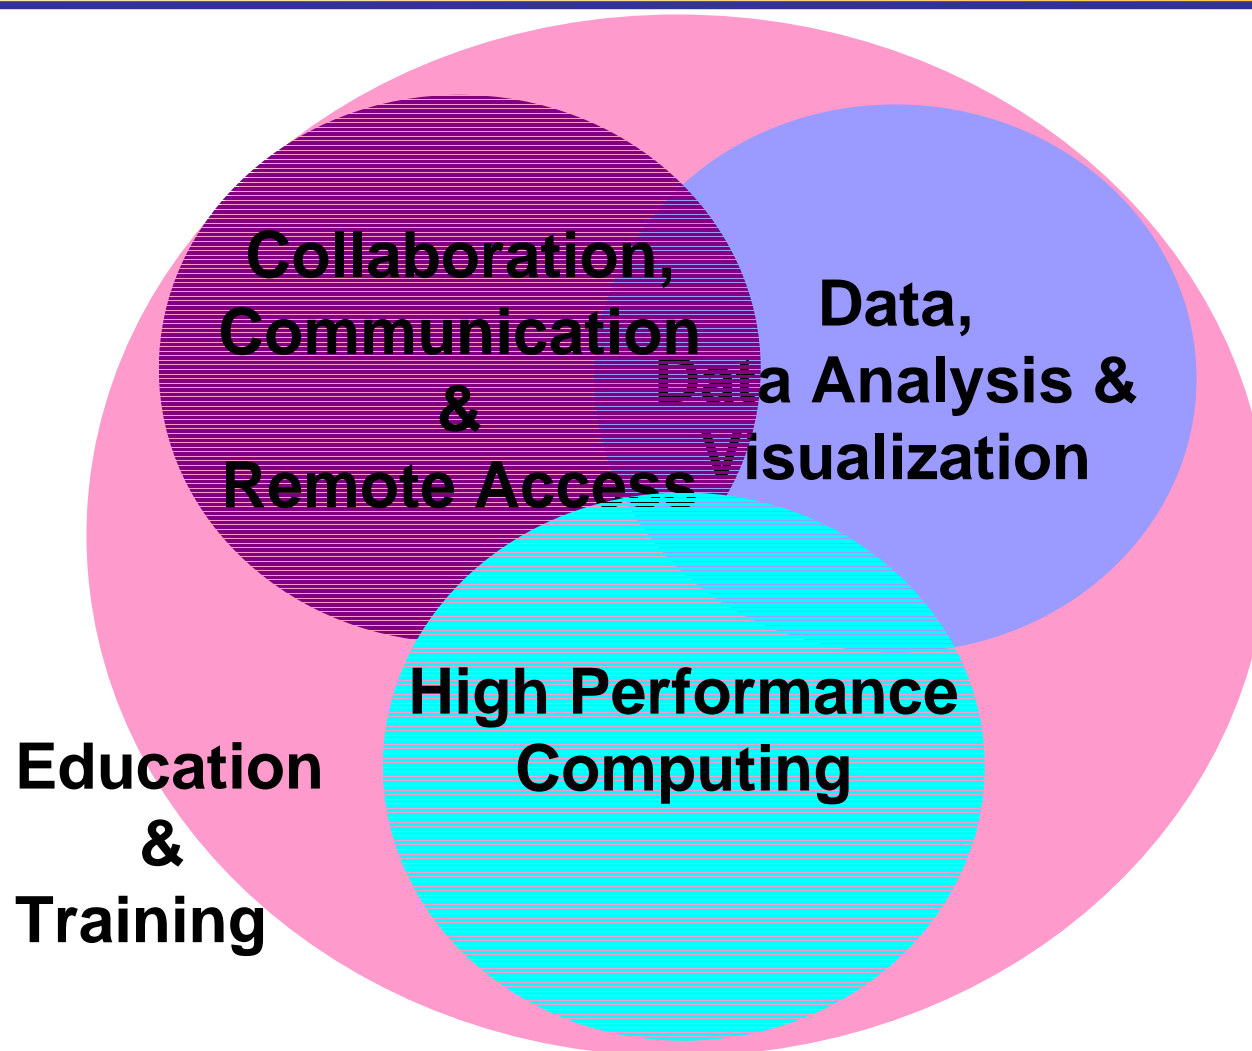 Collaboration,
Communication
&
Remote Access
Data,
Data Analysis &
Visualization
High Performance
Computing
Education
&
Training